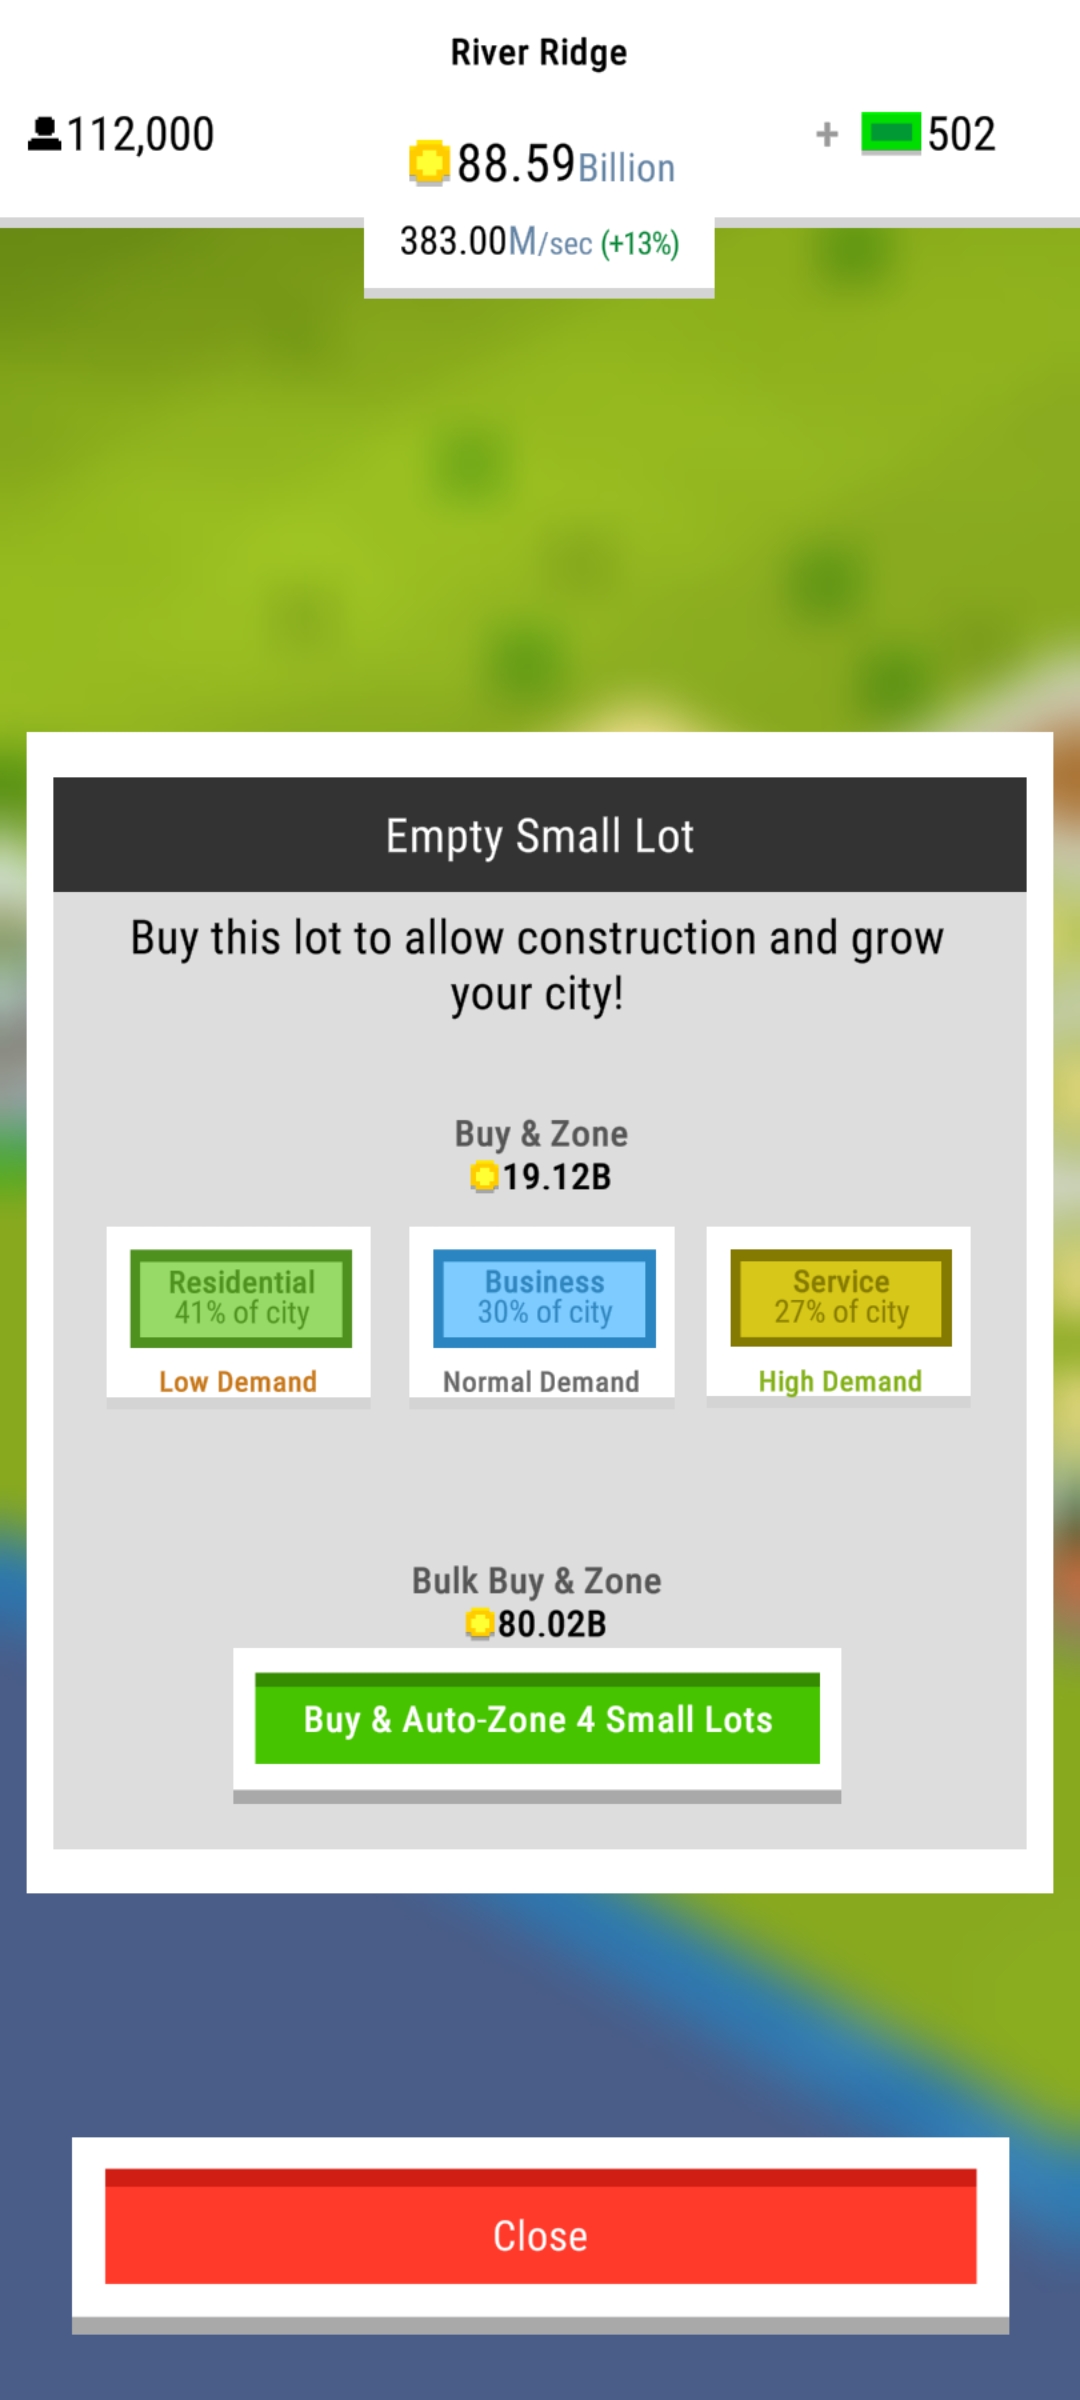 River Ridge
112,000
88.59Billion
+ 502
383.00M/sec (+13%)
Empty Small Lot
Buy this lot to allow construction and grow
your city!
Buy & Zone
19.12B
Residential
41% of city
Low Demand
Business
30% of city
Normal Demand
Service
27% of city
High Demand
Bulk Buy & Zone
80.02B
Buy & Auto-Zone 4 Small Lots
Close